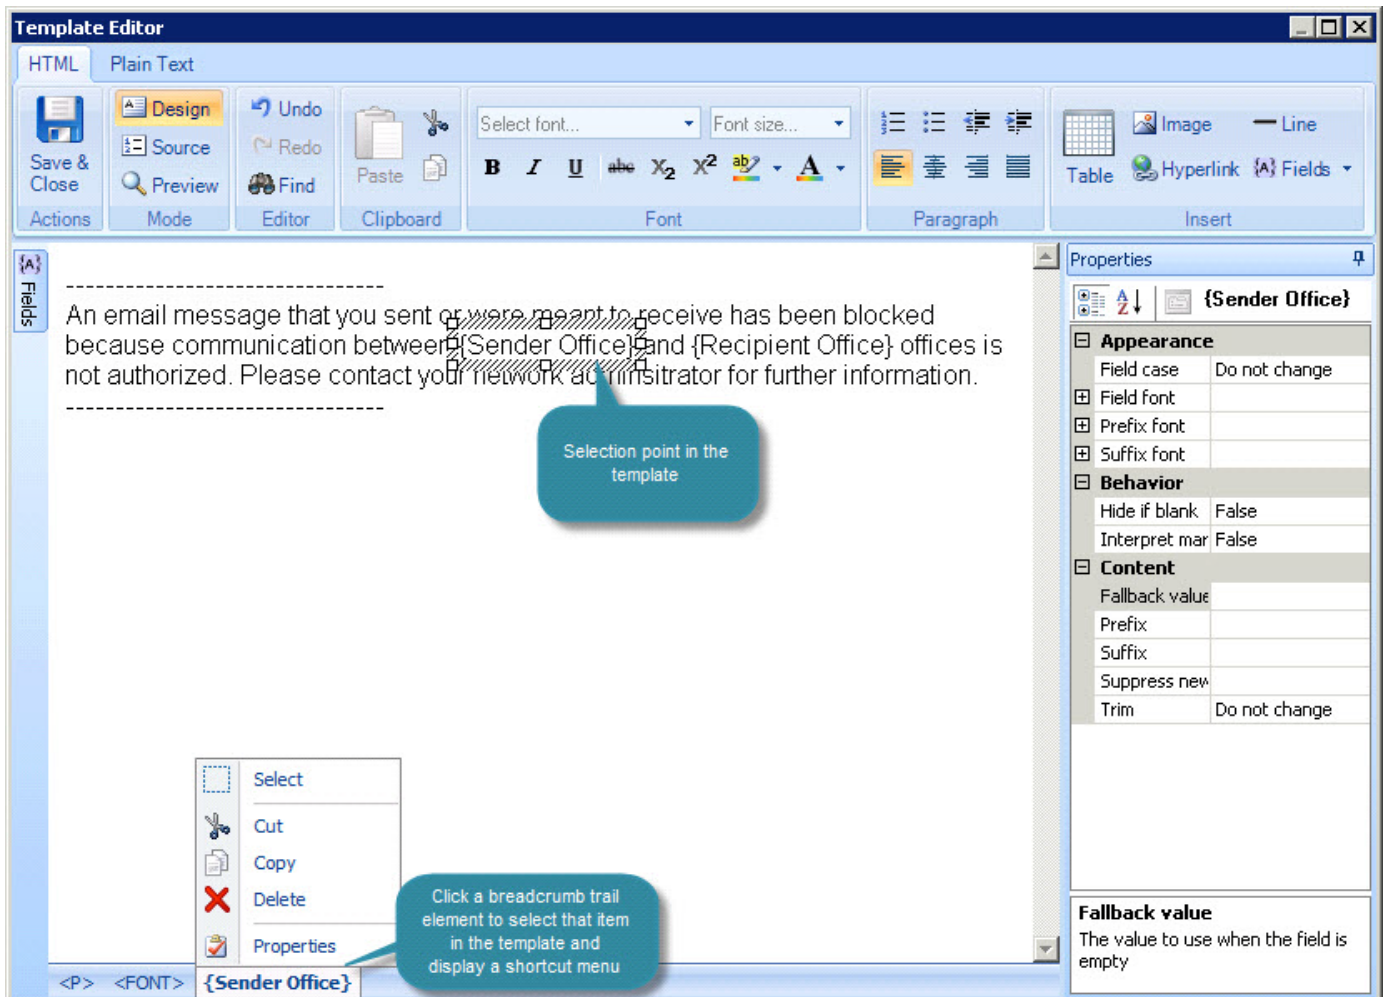 Template Editor
HTML Plain Text
Save & Close
Design
Source
Preview
Undo
Redo
Find
Paste
Select font... Font size...
B I U abc X2 X2 ab A
Image Line
Table Hyperlink {A} Fields
Actions Mode Editor Clipboard Font Paragraph Insert
{A} Fields
--------------------------------
An email message that you sent or were meant to receive has been blocked
because communication between {Sender Office} and {Recipient Office} offices is
not authorized. Please contact your network adminsitrator for further information.
--------------------------------
Selection point in the
template
Select
Cut
Copy
Delete
Properties
Click a breadcrumb trail
element to select that item
in the template and
display a shortcut menu
<P> <FONT> {Sender Office}
Properties
A Z {Sender Office}
Appearance
Field case Do not change
Field font
Prefix font
Suffix font
Behavior
Hide if blank False
Interpret mar False
Content
Fallback value
Prefix
Suffix
Suppress new
Trim Do not change
Fallback value
The value to use when the field is
empty